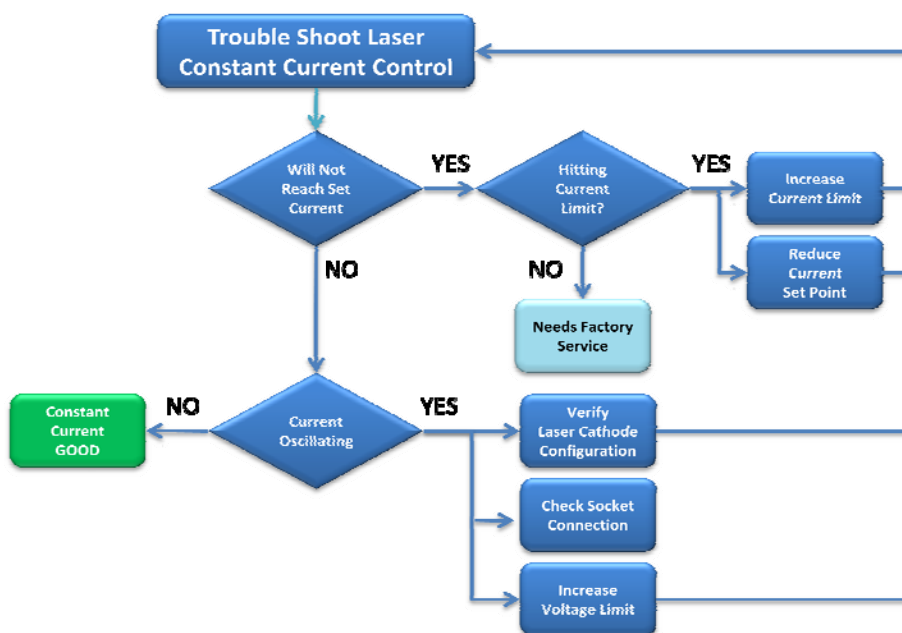 Trouble Shoot Laser
Constant Current Control
Will Not
Reach Set
Current
YES
Hitting
Current
Limit?
YES
Increase
Current Limit
Reduce
Current
Set Point
NO
NO
Needs Factory
Service
Constant
Current
GOOD
NO
Current
Oscillating
YES
Verify
Laser Cathode
Configuration
Check Socket
Connection
Increase
Voltage Limit